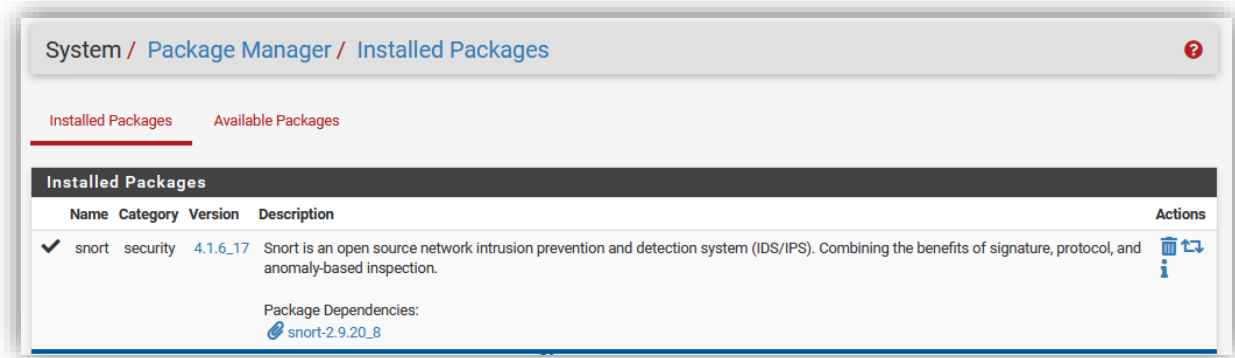 System / Package Manager / Installed Packages
Installed Packages Available Packages
Installed Packages
Name Category Version Description Actions
snort security 4.1.6_17 Snort is an open source network intrusion prevention and detection system (IDS/IPS). Combining the benefits of signature, protocol, and
anomaly-based inspection.
Package Dependencies:
snort-2.9.20_8